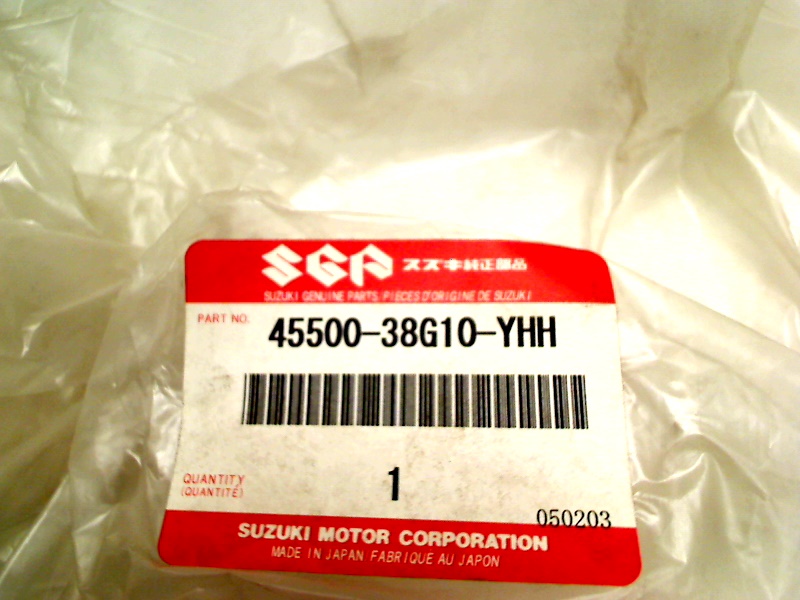 SGP スズキ純正部品
SUZUKI GENUINE PARTS/PIECES D'ORIGINE DE SUZUKI
PART NO. 45500-38G10-YHH
QUANTITY 1
(QUANTITÉ)
050203
SUZUKI MOTOR CORPORATION
MADE IN JAPAN FABRIQUE AU JAPON